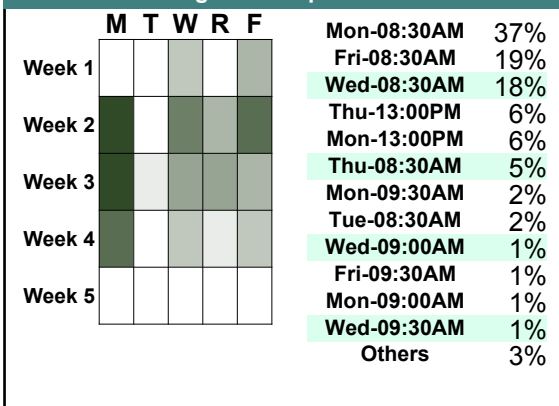 M T W R F
Week 1
Week 2
Week 3
Week 4
Week 5
Mon-08:30AM 37%
Fri-08:30AM 19%
Wed-08:30AM 18%
Thu-13:00PM 6%
Mon-13:00PM 6%
Thu-08:30AM 5%
Mon-09:30AM 2%
Tue-08:30AM 2%
Wed-09:00AM 1%
Fri-09:30AM 1%
Mon-09:00AM 1%
Wed-09:30AM 1%
Others 3%